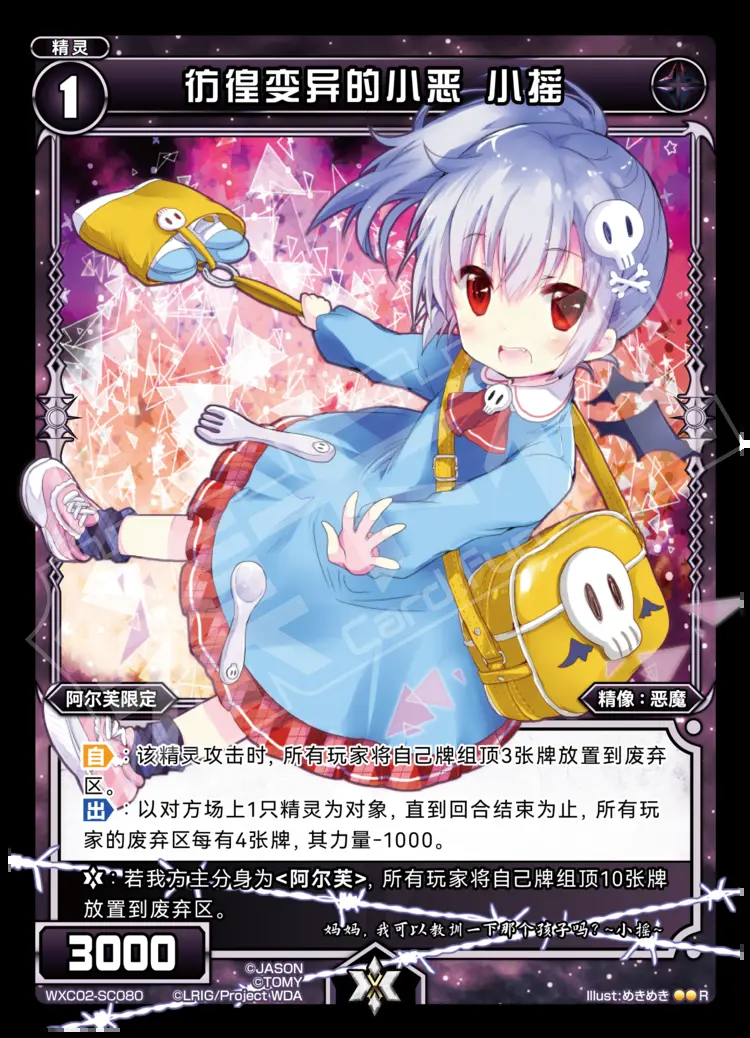 精灵
1
彷徨变异的小恶 小摇
Card Gun
阿尔芙限定
精像：恶魔
自：该精灵攻击时，所有玩家将自己牌组顶3张牌放置到废弃
区。
出：以对方场上1只精灵为对象，直到回合结束为止，所有玩
家的废弃区每有4张牌，其力量-1000。
：若我方主分身为<阿尔芙>，所有玩家将自己牌组顶10张牌
放置到废弃区。
妈妈，我可以教训一下那个孩子吗？~小摇~
3000
©JASON
©TOMY
WXC02-SC080 ©LRIG/Project WDA
Illust:めきめき R